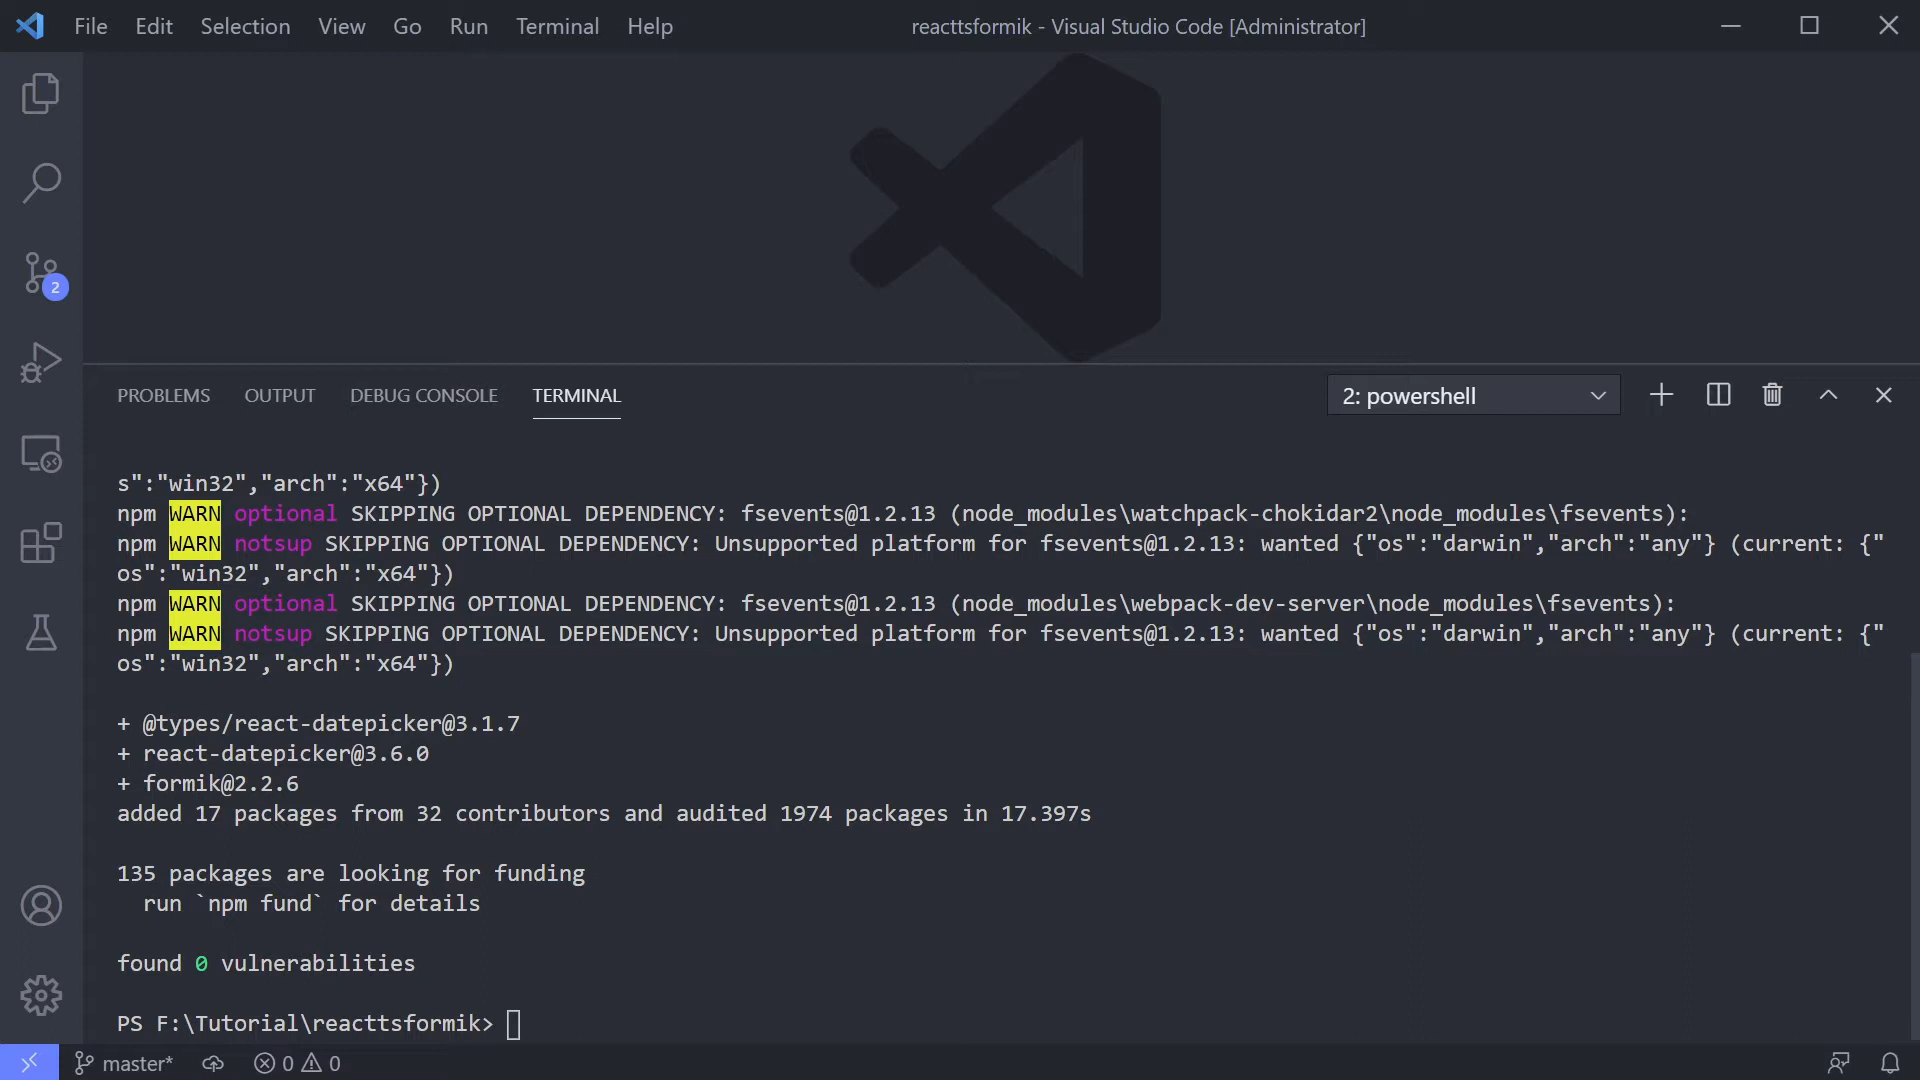 File Edit Selection View Go Run Terminal Help
reacttsformik - Visual Studio Code [Administrator]
2
PROBLEMS OUTPUT DEBUG CONSOLE TERMINAL
2: powershell
s":"win32","arch":"x64"})
npm WARN optional SKIPPING OPTIONAL DEPENDENCY: fsevents@1.2.13 (node_modules\watchpack-chokidar2\node_modules\fsevents):
npm WARN notsup SKIPPING OPTIONAL DEPENDENCY: Unsupported platform for fsevents@1.2.13: wanted {"os":"darwin","arch":"any"} (current: {"
os":"win32","arch":"x64"})
npm WARN optional SKIPPING OPTIONAL DEPENDENCY: fsevents@1.2.13 (node_modules\webpack-dev-server\node_modules\fsevents):
npm WARN notsup SKIPPING OPTIONAL DEPENDENCY: Unsupported platform for fsevents@1.2.13: wanted {"os":"darwin","arch":"any"} (current: {"
os":"win32","arch":"x64"})
+ @types/react-datepicker@3.1.7
+ react-datepicker@3.6.0
+ formik@2.2.6
added 17 packages from 32 contributors and audited 1974 packages in 17.397s
135 packages are looking for funding
run `npm fund` for details
found 0 vulnerabilities
PS F:\Tutorial\reacttsformik>
master* 0 0